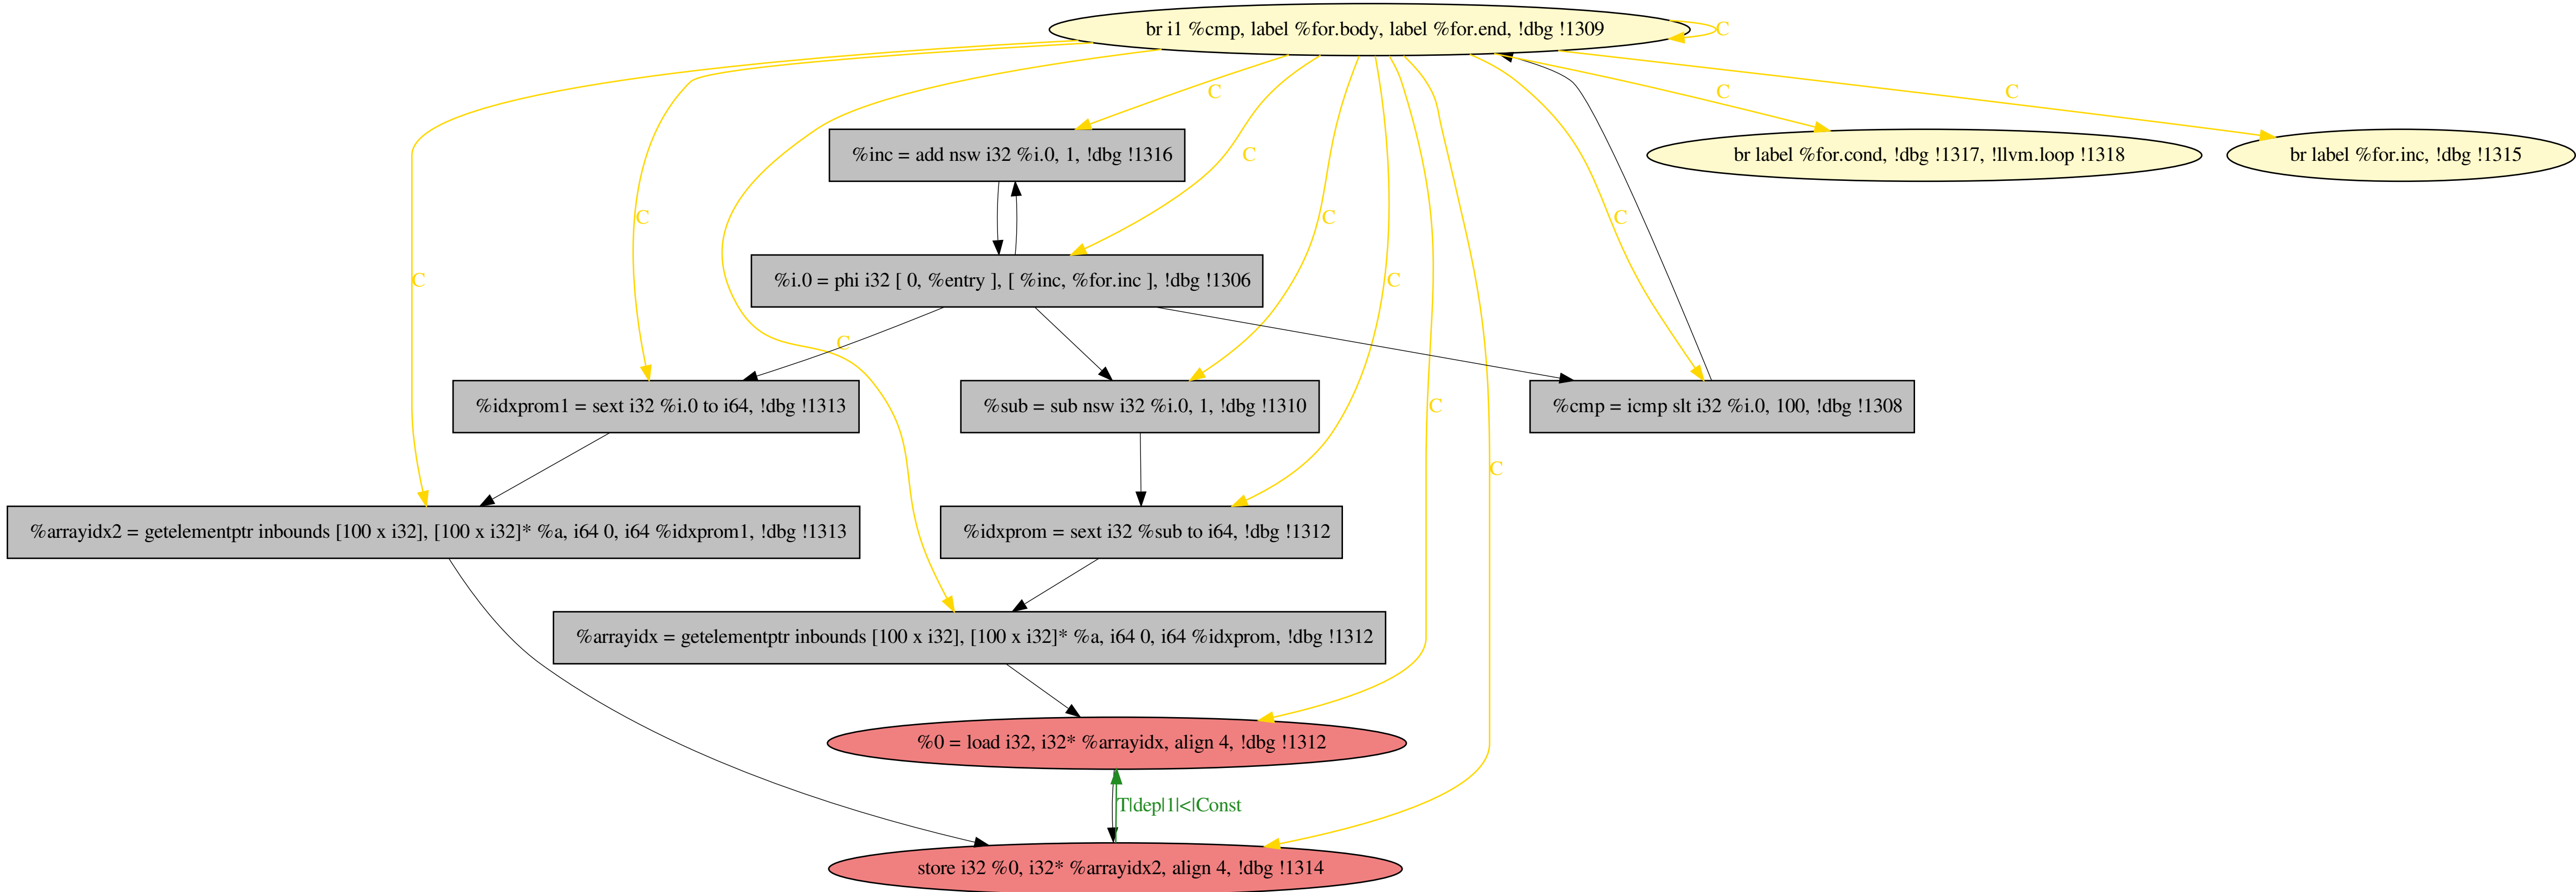 br i1 %cmp, label %for.body, label %for.end, !dbg !1309
C
C
C
C
%inc = add nsw i32 %i.0, 1, !dbg !1316
C
br label %for.cond, !dbg !1317, !llvm.loop !1318
br label %for.inc, !dbg !1315
C
C
C
C
%i.0 = phi i32 [ 0, %entry ], [ %inc, %for.inc ], !dbg !1306
C
C
%idxprom1 = sext i32 %i.0 to i64, !dbg !1313
%sub = sub nsw i32 %i.0, 1, !dbg !1310
C
%cmp = icmp slt i32 %i.0, 100, !dbg !1308
C
%arrayidx2 = getelementptr inbounds [100 x i32], [100 x i32]* %a, i64 0, i64 %idxprom1, !dbg !1313
%idxprom = sext i32 %sub to i64, !dbg !1312
%arrayidx = getelementptr inbounds [100 x i32], [100 x i32]* %a, i64 0, i64 %idxprom, !dbg !1312
%0 = load i32, i32* %arrayidx, align 4, !dbg !1312
T|dep|1|<|Const
store i32 %0, i32* %arrayidx2, align 4, !dbg !1314